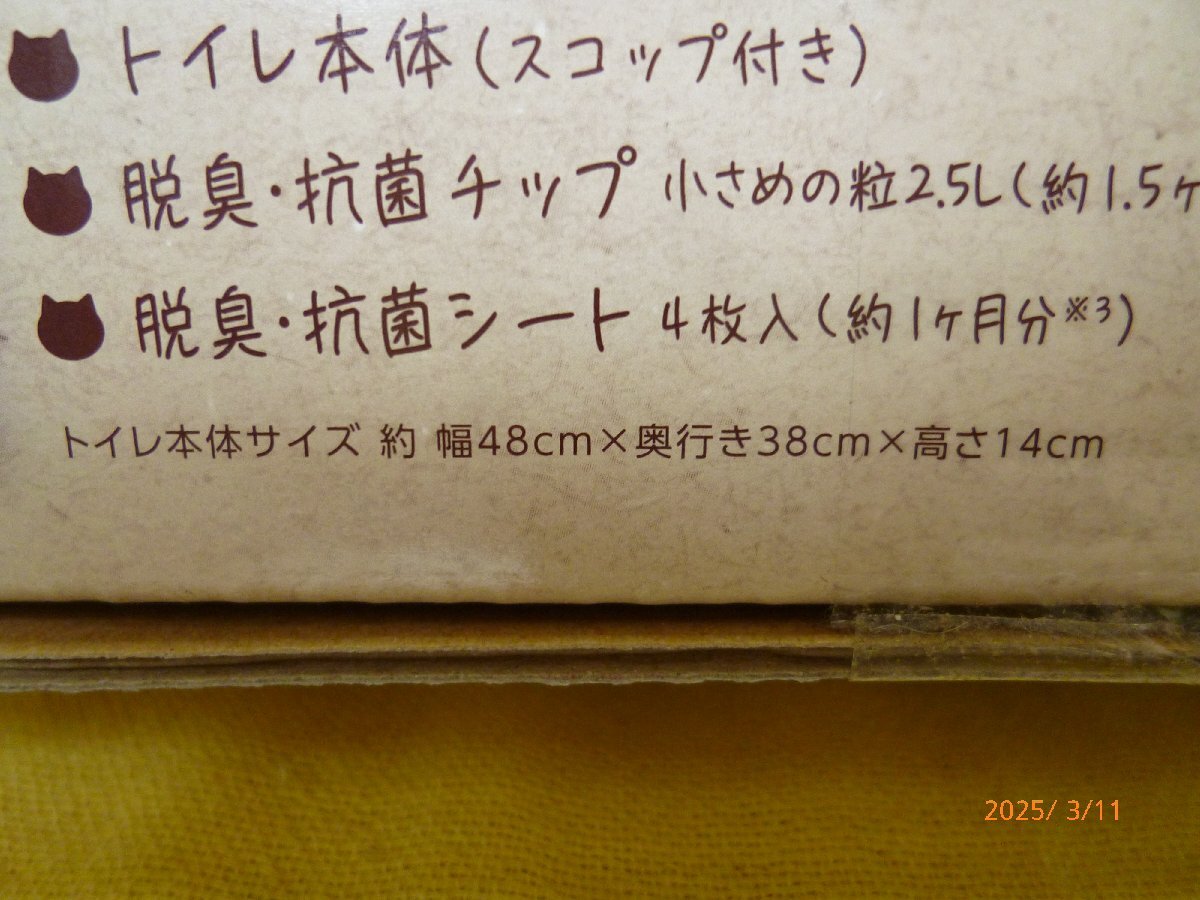 トイレ本体(スコップ付き)
脱臭・抗菌チップ 小さめの粒2.5L(約1.5ヶ
脱臭・抗菌シート 4枚入(約1ヶ月分※3)
トイレ本体サイズ 約 幅48cm×奥行き38cm×高さ14cm
2025/ 3/11